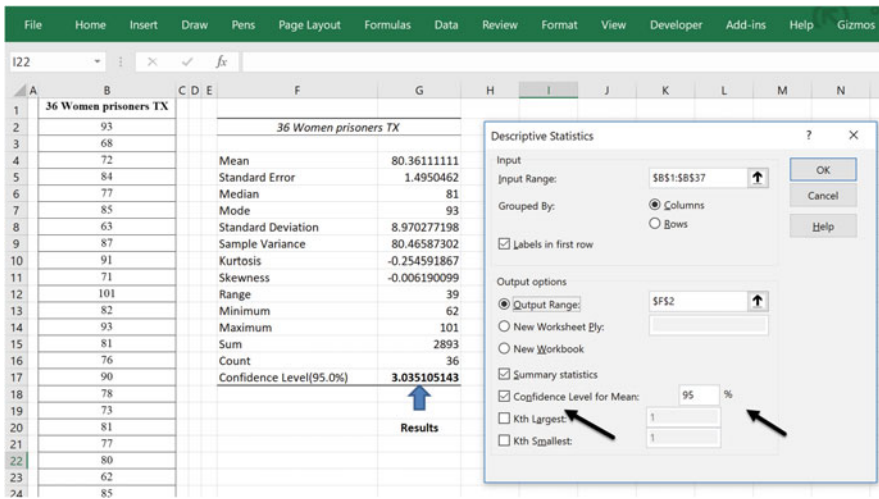 File Home Insert Draw Pens Page Layout Formulas Data Review Format View Developer Add-ins Help Gizmos
I22 fx
A B C D E F G H I J K L M N
1 36 Women prisoners TX
2 93 36 Women prisoners TX
3 68
4 72 Mean 80.36111111
5 84 Standard Error 1.4950462
6 77 Median 81
7 85 Mode 93
8 63 Standard Deviation 8.970277198
9 87 Sample Variance 80.46587302
10 91 Kurtosis -0.254591867
11 71 Skewness -0.006190099
12 101 Range 39
13 82 Minimum 62
14 93 Maximum 101
15 81 Sum 2893
16 76 Count 36
17 90 Confidence Level(95.0%) 3.035105143
18 78
19 73
20 81 Results
21 77
22 80
23 62
24 85
Descriptive Statistics ? ×
Input
Input Range: $B$1:$B$37
Grouped By: Columns
Rows
Labels in first row
OK
Cancel
Help
Output options
Output Range: $F$2
New Worksheet Ply:
New Workbook
Summary statistics
Confidence Level for Mean: 95 %
Kth Largest: 1
Kth Smallest: 1